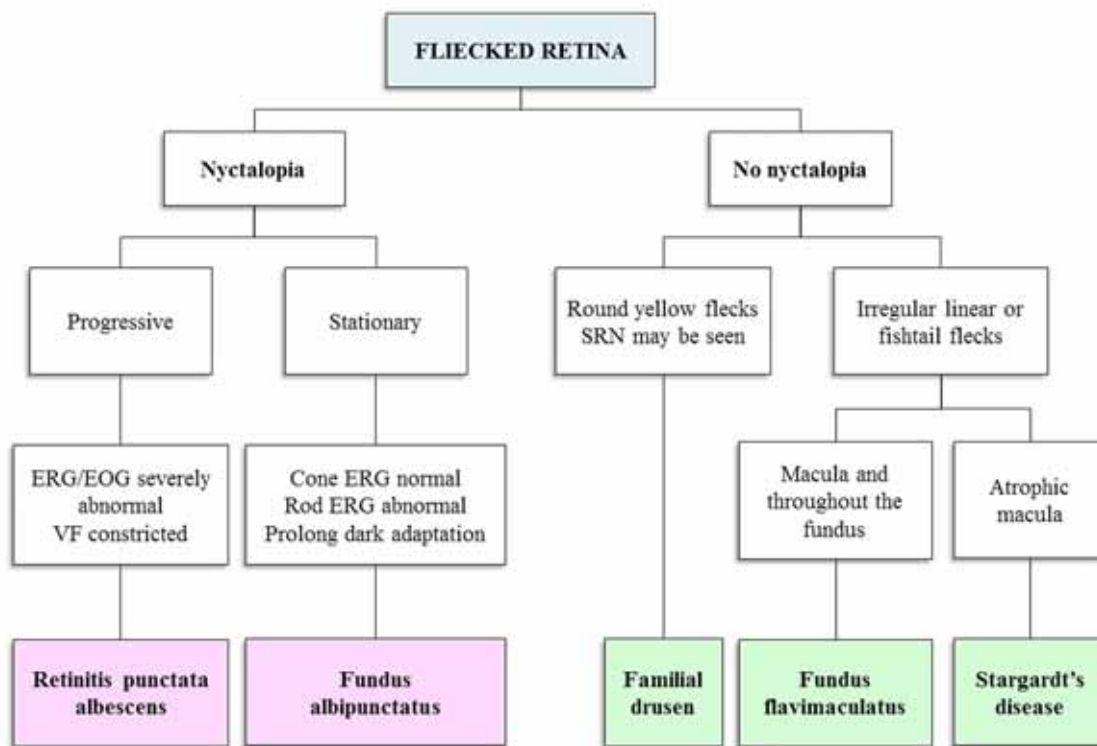 FLIECKED RETINA
Nyctalopia
No nyctalopia
Progressive
Stationary
Round yellow flecks
SRN may be seen
Irregular linear or
fishtail flecks
ERG/EOG severely
abnormal
VF constricted
Cone ERG normal
Rod ERG abnormal
Prolong dark adaptation
Macula and
throughout the
fundus
Atrophic
macula
Retinitis punctata
albescens
Fundus
albipunctatus
Familial
drusen
Fundus
flavimaculatus
Stargardt's
disease